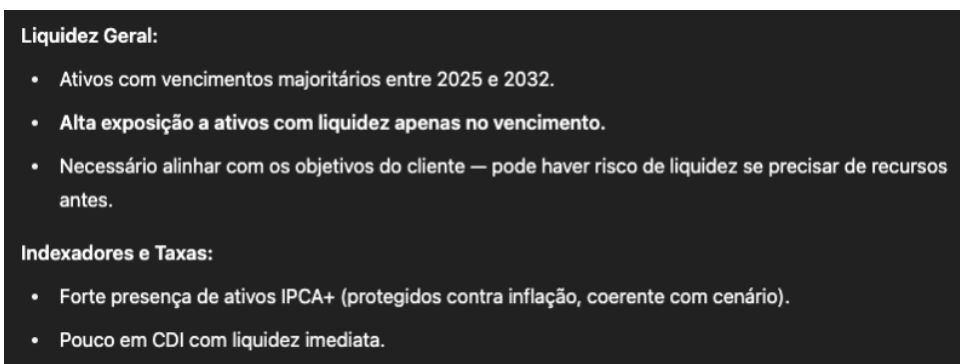 Liquidez Geral:
• Ativos com vencimentos majoritários entre 2025 e 2032.
• Alta exposição a ativos com liquidez apenas no vencimento.
• Necessário alinhar com os objetivos do cliente — pode haver risco de liquidez se precisar de recursos
antes.
Indexadores e Taxas:
• Forte presença de ativos IPCA+ (protegidos contra inflação, coerente com cenário).
• Pouco em CDI com liquidez imediata.